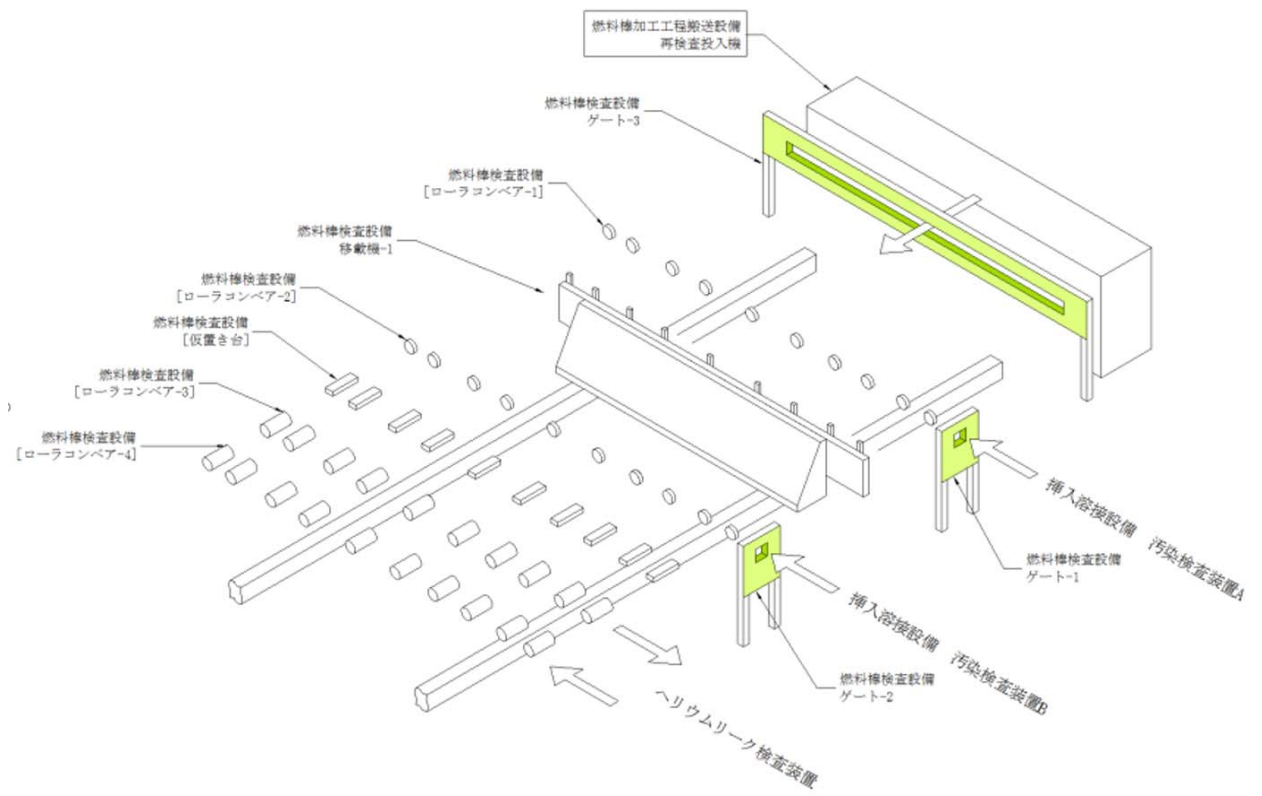 燃料棒加工工程搬送設備
再検査投入機
燃料棒検査設備
ゲート-3
燃料棒検査設備
[ローラコンベア-1]
燃料棒検査設備
移載機-1
燃料棒検査設備
[ローラコンベア-2]
燃料棒検査設備
[仮置き台]
燃料棒検査設備
[ローラコンベア-3]
燃料棒検査設備
[ローラコンベア-4]
挿入溶接設備 汚染検査装置A
燃料棒検査設備
ゲート-1
挿入溶接設備 汚染検査装置B
燃料棒検査設備
ゲート-2
ヘリウムリーク検査装置